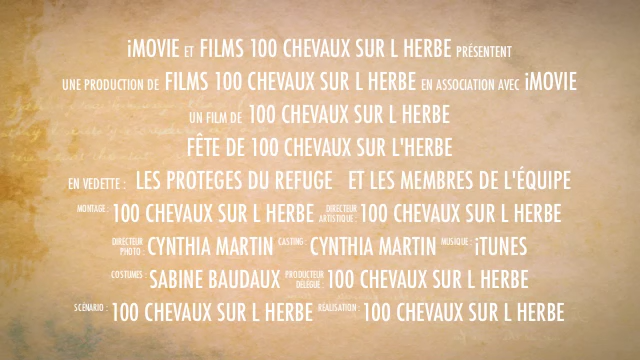 iMOVIE ET FILMS 100 CHEVAUX SUR L HERBE PRÉSENTENT
UNE PRODUCTION DE FILMS 100 CHEVAUX SUR L HERBE EN ASSOCIATION AVEC iMOVIE
UN FILM DE 100 CHEVAUX SUR L HERBE
FÊTE DE 100 CHEVAUX SUR L'HERBE
EN VEDETTE : LES PROTEGES DU REFUGE ET LES MEMBRES DE L'ÉQUIPE
MONTAGE : 100 CHEVAUX SUR L HERBE DIRECTEUR ARTISTIQUE : 100 CHEVAUX SUR L HERBE
DIRECTEUR PHOTO : CYNTHIA MARTIN CASTING : CYNTHIA MARTIN MUSIQUE : iTUNES
COSTUMES : SABINE BAUDAUX PRODUCTEUR DÉLÉGUÉ : 100 CHEVAUX SUR L HERBE
SCÉNARIO : 100 CHEVAUX SUR L HERBE RÉALISATION : 100 CHEVAUX SUR L HERBE